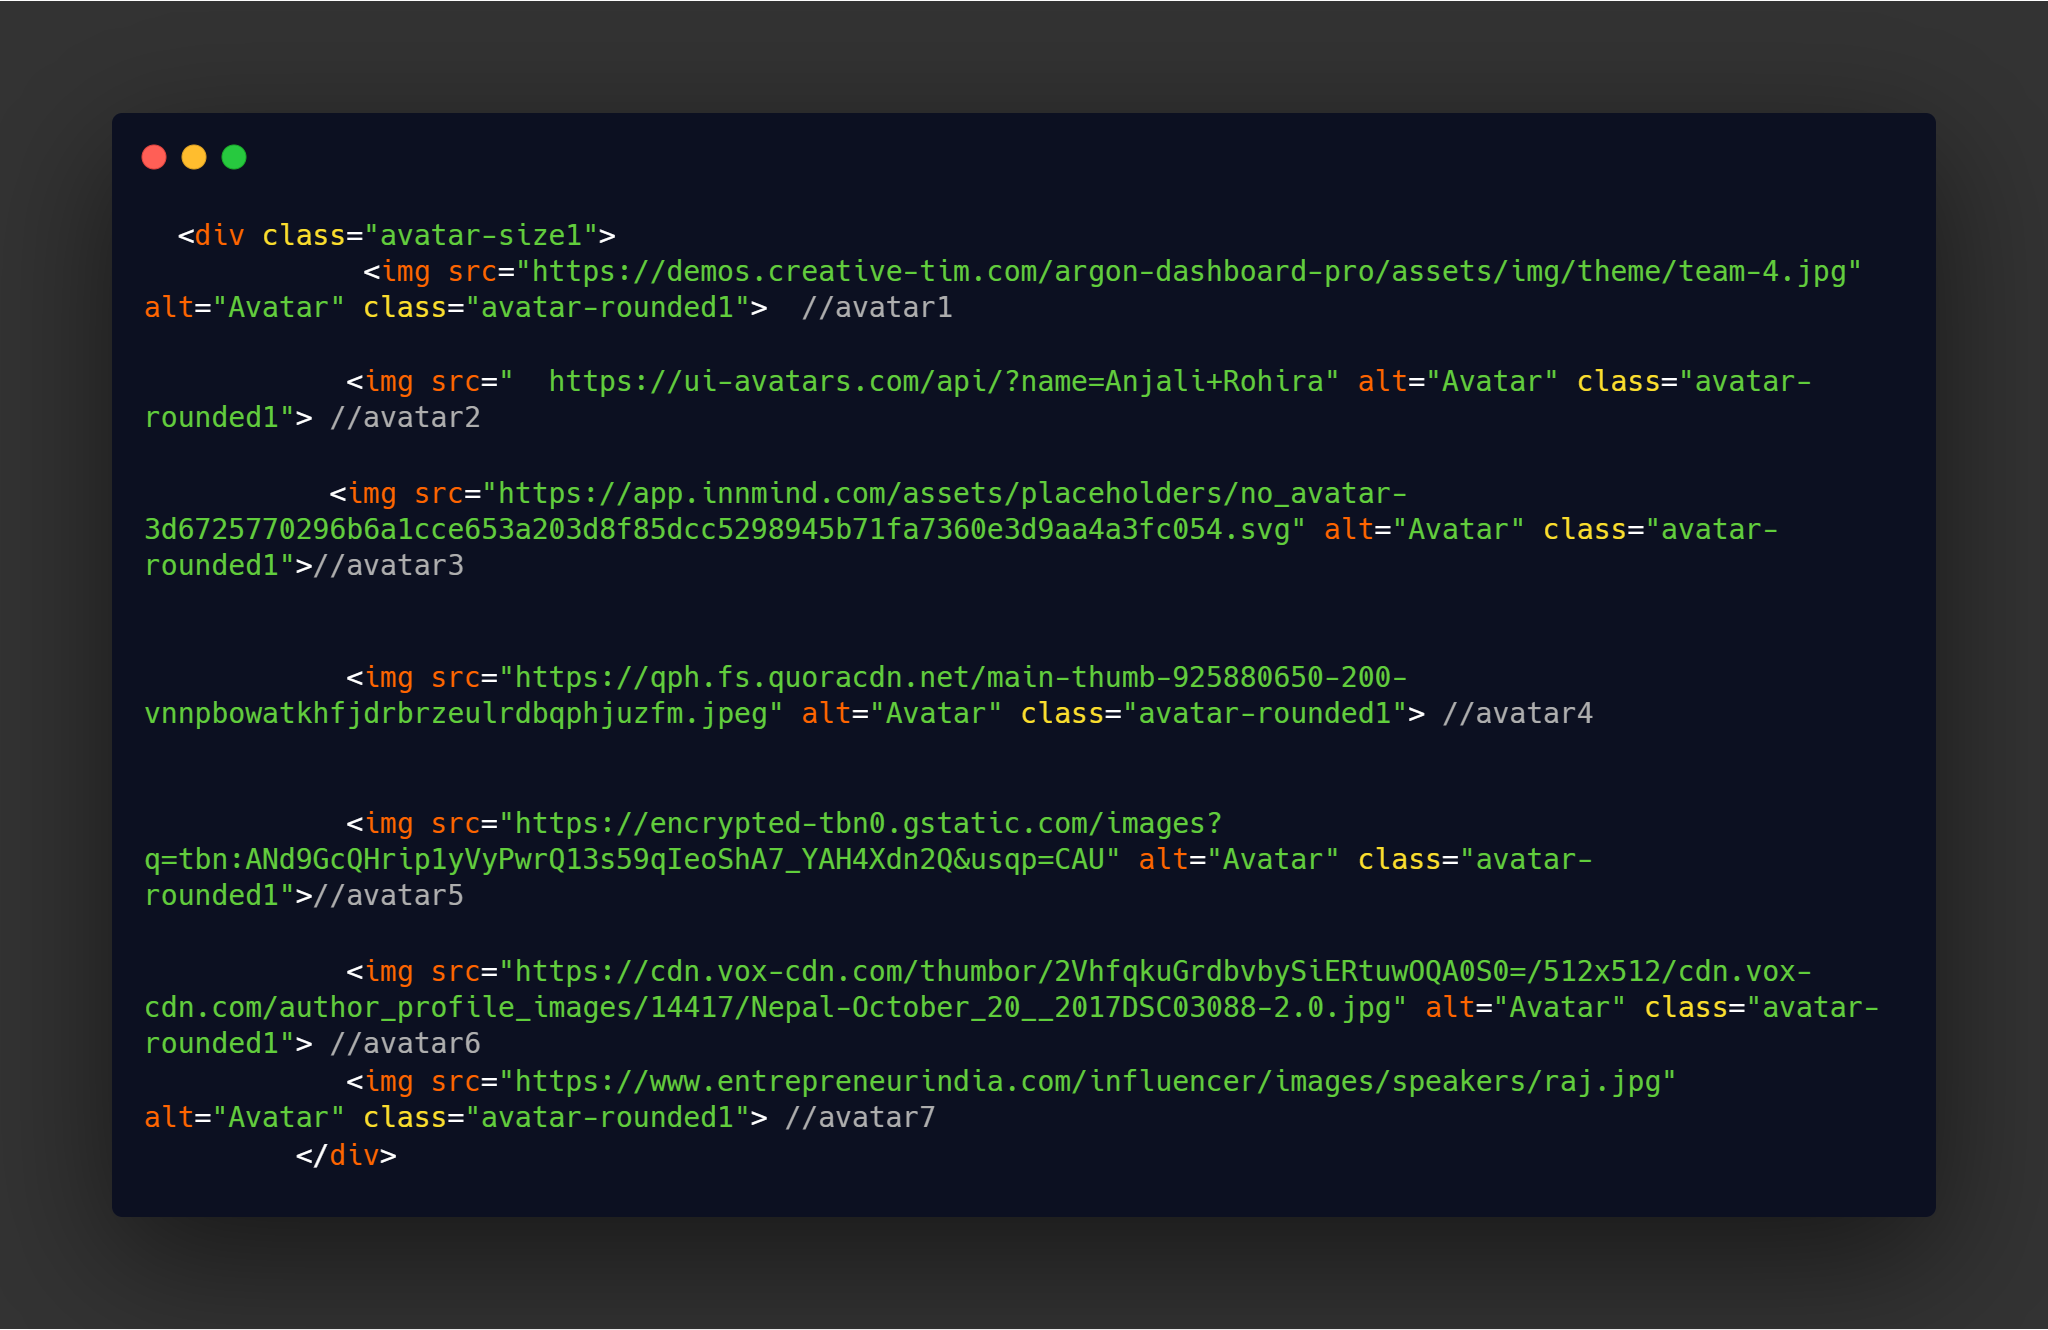 <div class="avatar-size1">
<img src="https://demos.creative-tim.com/argon-dashboard-pro/assets/img/theme/team-4.jpg"
alt="Avatar" class="avatar-rounded1">  //avatar1
<img src="  https://ui-avatars.com/api/?name=Anjali+Rohira" alt="Avatar" class="avatar-
rounded1"> //avatar2
<img src="https://app.innmind.com/assets/placeholders/no_avatar-
3d6725770296b6a1cce653a203d8f85dcc5298945b71fa7360e3d9aa4a3fc054.svg" alt="Avatar" class="avatar-
rounded1">//avatar3
<img src="https://qph.fs.quoracdn.net/main-thumb-925880650-200-
vnnpbowatkhfjdrbrzeulrdbqphjuzfm.jpeg" alt="Avatar" class="avatar-rounded1"> //avatar4
<img src="https://encrypted-tbn0.gstatic.com/images?
q=tbn:ANd9GcQHrip1yVyPwrQ13s59qIeoShA7_YAH4Xdn2Q&usqp=CAU" alt="Avatar" class="avatar-
rounded1">//avatar5
<img src="https://cdn.vox-cdn.com/thumbor/2VhfqkuGrdbvbySiERtuwOQA0S0=/512x512/cdn.vox-
cdn.com/author_profile_images/14417/Nepal-October_20__2017DSC03088-2.0.jpg" alt="Avatar" class="avatar-
rounded1"> //avatar6
<img src="https://www.entrepreneurindia.com/influencer/images/speakers/raj.jpg"
alt="Avatar" class="avatar-rounded1"> //avatar7
</div>